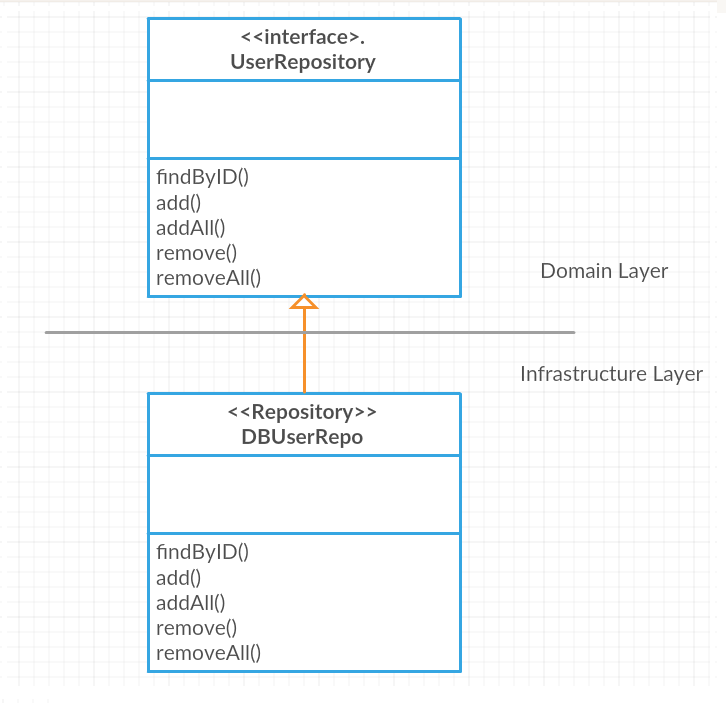 <<interface>.
UserRepository
findByID()
add()
addAll()
remove()
removeAll()
Domain Layer
Infrastructure Layer
<<Repository>>
DBUserRepo
findByID()
add()
addAll()
remove()
removeAll()